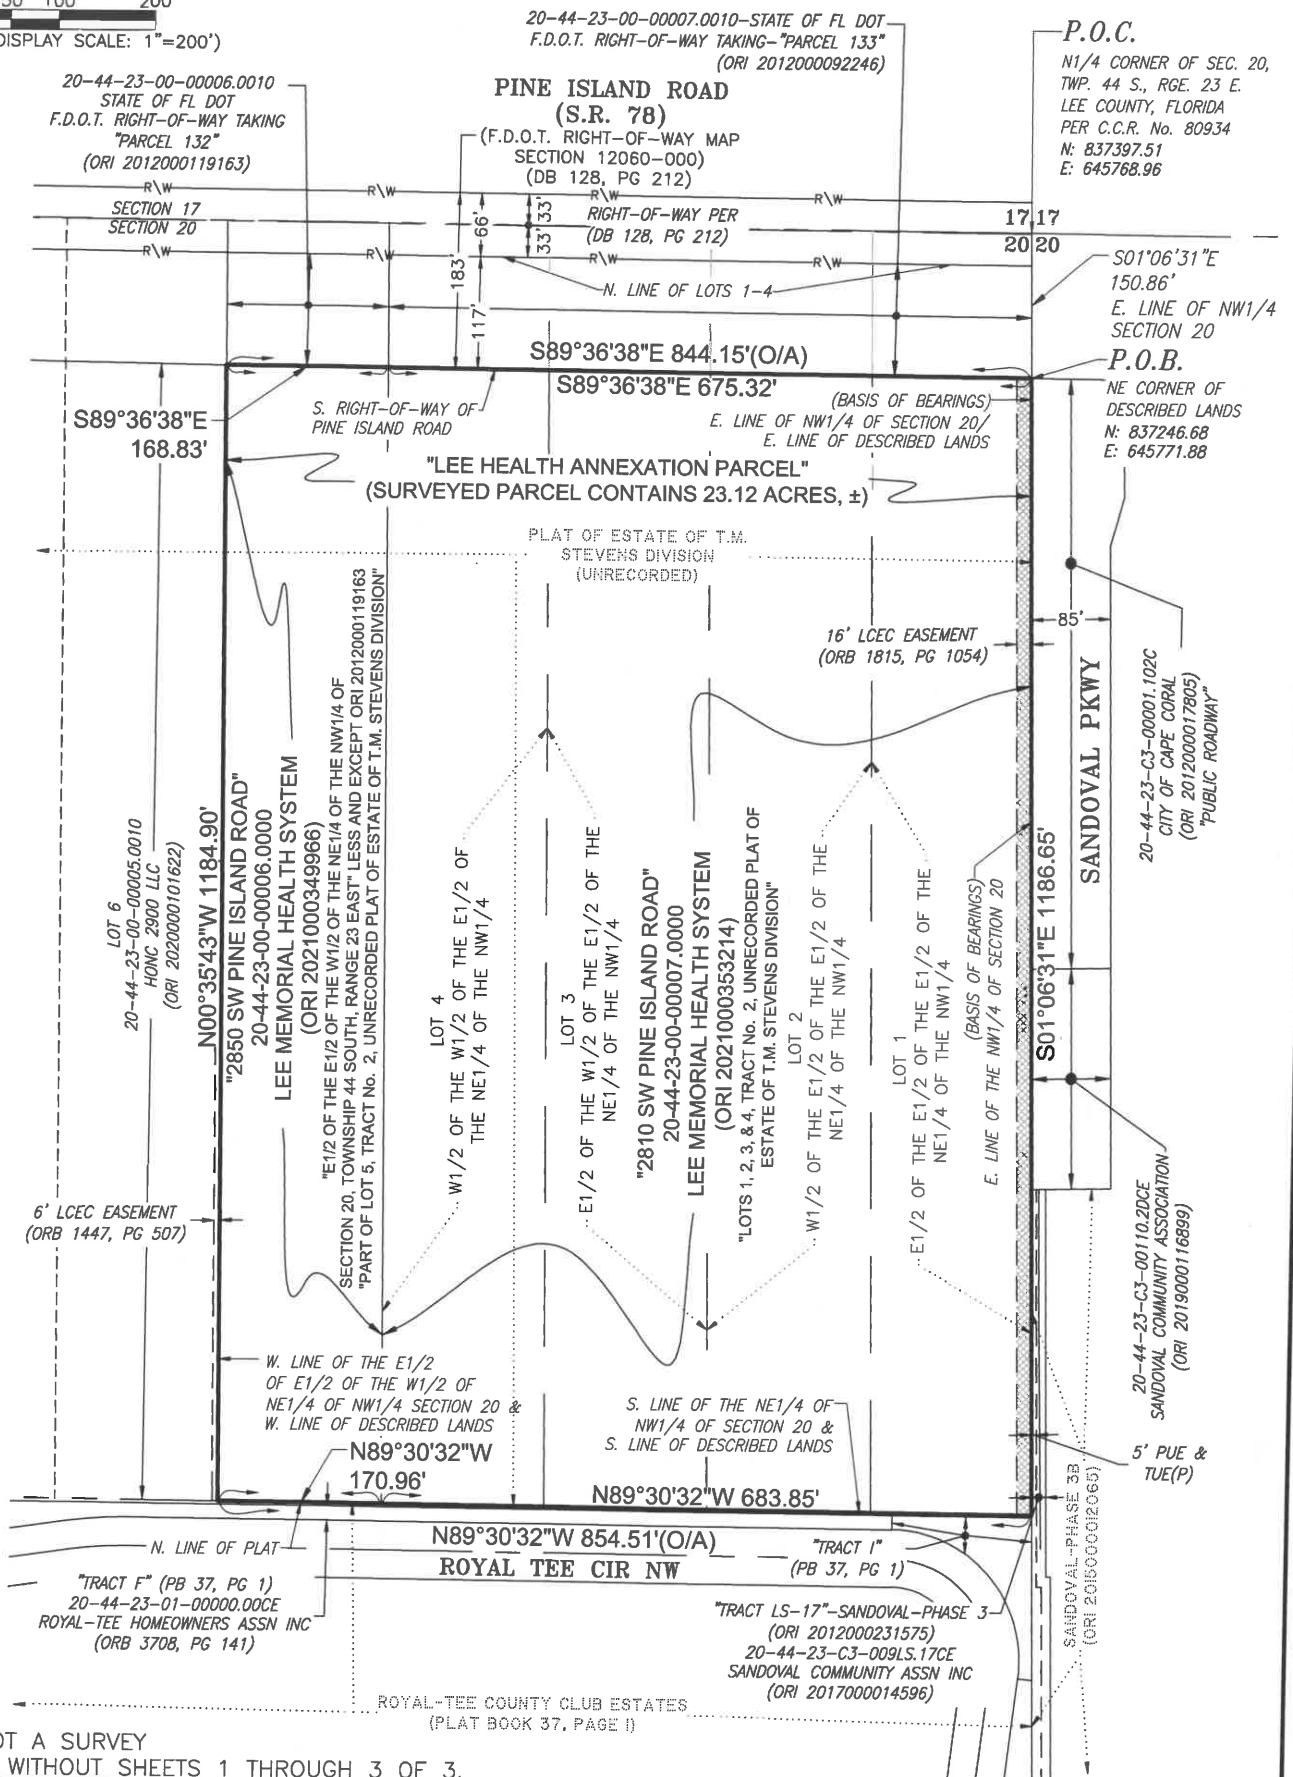 100
200
DISPLAY SCALE: 1"=200')
20-44-23-00-00007.0010-STATE OF FL DOT
F.D.O.T. RIGHT-OF-WAY TAKING-"PARCEL 133"
(ORI 2012000092246)
P.O.C.
N1/4 CORNER OF SEC. 20,
TWP. 44 S., RGE. 23 E.
LEE COUNTY, FLORIDA
PER C.C.R. No. 80934
N: 837397.51
E: 645768.96
20-44-23-00-00006.0010
STATE OF FL DOT
F.D.O.T. RIGHT-OF-WAY TAKING
"PARCEL 132"
(ORI 2012000119163)
PINE ISLAND ROAD
(S.R. 78)
(F.D.O.T. RIGHT-OF-WAY MAP
SECTION 12060-000)
(DB 128, PG 212)
R\W
R\W
R\W
R\W
SECTION 17
SECTION 20
66'
33'
33'
RIGHT-OF-WAY PER
(DB 128, PG 212)
17 17
20 20
R\W
R\W
R\W
R\W
183'
117'
N. LINE OF LOTS 1-4
S01°06'31"E
150.86'
E. LINE OF NW1/4
SECTION 20
S89°36'38"E 844.15'(O/A)
S89°36'38"E 675.32'
P.O.B.
NE CORNER OF
DESCRIBED LANDS
N: 837246.68
E: 645771.88
S89°36'38"E
168.83'
S. RIGHT-OF-WAY OF
PINE ISLAND ROAD
(BASIS OF BEARINGS)
E. LINE OF NW1/4 OF SECTION 20/
E. LINE OF DESCRIBED LANDS
"LEE HEALTH ANNEXATION PARCEL"
(SURVEYED PARCEL CONTAINS 23.12 ACRES, ±)
PLAT OF ESTATE OF T.M.
STEVENS DIVISION
(UNRECORDED)
16' LCEC EASEMENT
(ORB 1815, PG 1054)
85'
SANDOVAL PKWY
20-44-23-C3-00001.102C
CITY OF CAPE CORAL
(ORI 2012000017805)
"PUBLIC ROADWAY"
LOT 6
20-44-23-00-00005.0010
HONC 2900 LLC
(ORI 2020000101622)
N00°35'43"W 1184.90'
"2850 SW PINE ISLAND ROAD"
20-44-23-00-00006.0000
LEE MEMORIAL HEALTH SYSTEM
(ORI 2021000349966)
"E1/2 OF THE E1/2 OF THE W1/2 OF THE NE1/4 OF THE NW1/4 OF
SECTION 20, TOWNSHIP 44 SOUTH, RANGE 23 EAST" LESS AND EXCEPT ORI 2012000119163
"PART OF LOT 5, TRACT No. 2, UNRECORDED PLAT OF ESTATE OF T.M. STEVENS DIVISION"
LOT 4
W1/2 OF THE W1/2 OF THE E1/2 OF
THE NE1/4 OF THE NW1/4
LOT 3
E1/2 OF THE W1/2 OF THE E1/2 OF THE
NE1/4 OF THE NW1/4
"2810 SW PINE ISLAND ROAD"
20-44-23-00-00007.0000
LEE MEMORIAL HEALTH SYSTEM
(ORI 2021000353214)
"LOTS 1, 2, 3, & 4, TRACT No. 2, UNRECORDED PLAT OF
ESTATE OF T.M. STEVENS DIVISION"
LOT 2
W1/2 OF THE E1/2 OF THE E1/2 OF THE
NE1/4 OF THE NW1/4
LOT 1
E1/2 OF THE E1/2 OF THE E1/2 OF THE
NE1/4 OF THE NW1/4
(BASIS OF BEARINGS)
E. LINE OF THE NW1/4 OF SECTION 20
S01°06'31"E 1186.65'
20-44-23-C3-00110.2DCE
SANDOVAL COMMUNITY ASSOCIATION
(ORI 2019000116899)
6' LCEC EASEMENT
(ORB 1447, PG 507)
W. LINE OF THE E1/2
OF E1/2 OF THE W1/2 OF
NE1/4 OF NW1/4 SECTION 20 &
W. LINE OF DESCRIBED LANDS
S. LINE OF THE NE1/4 OF
NW1/4 OF SECTION 20 &
S. LINE OF DESCRIBED LANDS
5' PUE &
TUE(P)
N89°30'32"W
170.96'
N89°30'32"W 683.85'
SANDOVAL-PHASE 3B
(ORI 2015000012065)
N89°30'32"W 854.51'(O/A)
N. LINE OF PLAT
ROYAL TEE CIR NW
"TRACT I"
(PB 37, PG 1)
"TRACT F" (PB 37, PG 1)
20-44-23-01-00000.00CE
ROYAL-TEE HOMEOWNERS ASSN INC
(ORB 3708, PG 141)
"TRACT LS-17"-SANDOVAL-PHASE 3
(ORI 2012000231575)
20-44-23-C3-009LS.17CE
SANDOVAL COMMUNITY ASSN INC
(ORI 2017000014596)
ROYAL-TEE COUNTY CLUB ESTATES
(PLAT BOOK 37, PAGE 1)
OT A SURVEY
WITHOUT SHEETS 1 THROUGH 3 OF 3.